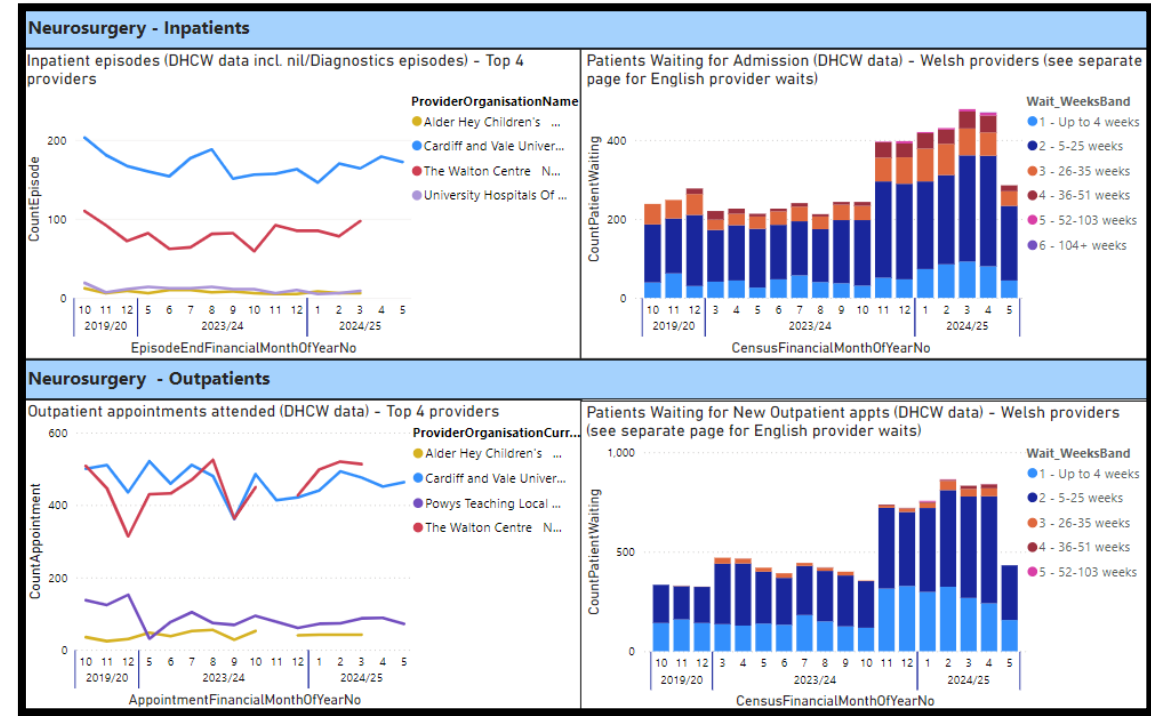 Neurosurgery - Inpatients
Inpatient episodes (DHCW data incl. nil/Diagnostics episodes) - Top 4
providers
ProviderOrganisationName
Alder Hey Children's ...
Cardiff and Vale Univer...
The Walton Centre N...
University Hospitals Of ...
CountEpisode
200
100
0
10 11 12 5 6 7 8 9 10 11 12 1 2 3 4 5
2019/20 2023/24 2024/25
EpisodeEndFinancialMonthOfYearNo
Patients Waiting for Admission (DHCW data) - Welsh providers (see separate
page for English provider waits)
Wait_WeeksBand
1 - Up to 4 weeks
2 - 5-25 weeks
3 - 26-35 weeks
4 - 36-51 weeks
5 - 52-103 weeks
6 - 104+ weeks
CountPatientWaiting
400
200
0
10 11 12 3 4 5 6 7 8 9 10 11 12 1 2 3 4 5
2019/20 2023/24 2024/25
CensusFinancialMonthOfYearNo
Neurosurgery - Outpatients
Outpatient appointments attended (DHCW data) - Top 4 providers
ProviderOrganisationCurr...
Alder Hey Children's ...
Cardiff and Vale Univer...
Powys Teaching Local ...
The Walton Centre N...
CountAppointment
600
400
200
0
10 11 12 5 6 7 8 9 10 11 12 1 2 3 4 5
2019/20 2023/24 2024/25
AppointmentFinancialMonthOfYearNo
Patients Waiting for New Outpatient appts (DHCW data) - Welsh providers
(see separate page for English provider waits)
Wait_WeeksBand
1 - Up to 4 weeks
2 - 5-25 weeks
3 - 26-35 weeks
4 - 36-51 weeks
5 - 52-103 weeks
CountPatientWaiting
1,000
500
0
10 11 12 3 4 5 6 7 8 9 10 11 12 1 2 3 4 5
2019/20 2023/24 2024/25
CensusFinancialMonthOfYearNo